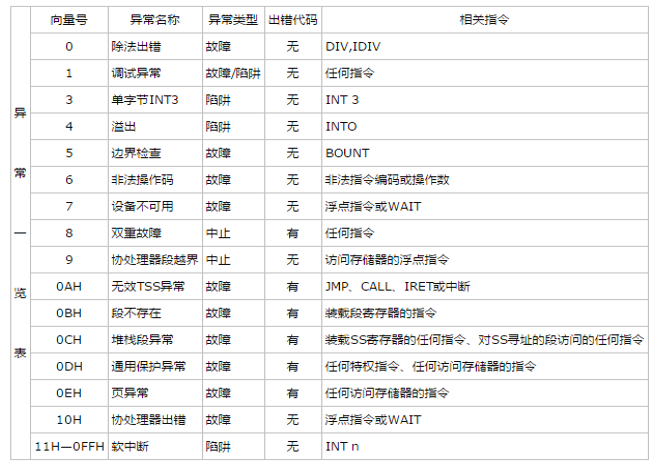 向量号 异常名称 异常类型 出错代码 相关指令
0 除法出错 故障 无 DIV,IDIV
1 调试异常 故障/陷阱 无 任何指令
3 单字节INT3 陷阱 无 INT 3
4 溢出 陷阱 无 INTO
5 边界检查 故障 无 BOUNT
6 非法操作码 故障 无 非法指令编码或操作数
7 设备不可用 故障 无 浮点指令或WAIT
8 双重故障 中止 有 任何指令
9 协处理器段越界 中止 无 访问存储器的浮点指令
0AH 无效TSS异常 故障 有 JMP、CALL、IRET或中断
0BH 段不存在 故障 有 装载段寄存器的指令
0CH 堆栈段异常 故障 有 装载SS寄存器的任何指令、对SS寻址的段访问的任何指令
0DH 通用保护异常 故障 有 任何特权指令、任何访问存储器的指令
0EH 页异常 故障 有 任何访问存储器的指令
10H 协处理器出错 故障 无 浮点指令或WAIT
11H—0FFH 软中断 陷阱 无 INT n
异
常
一
览
表